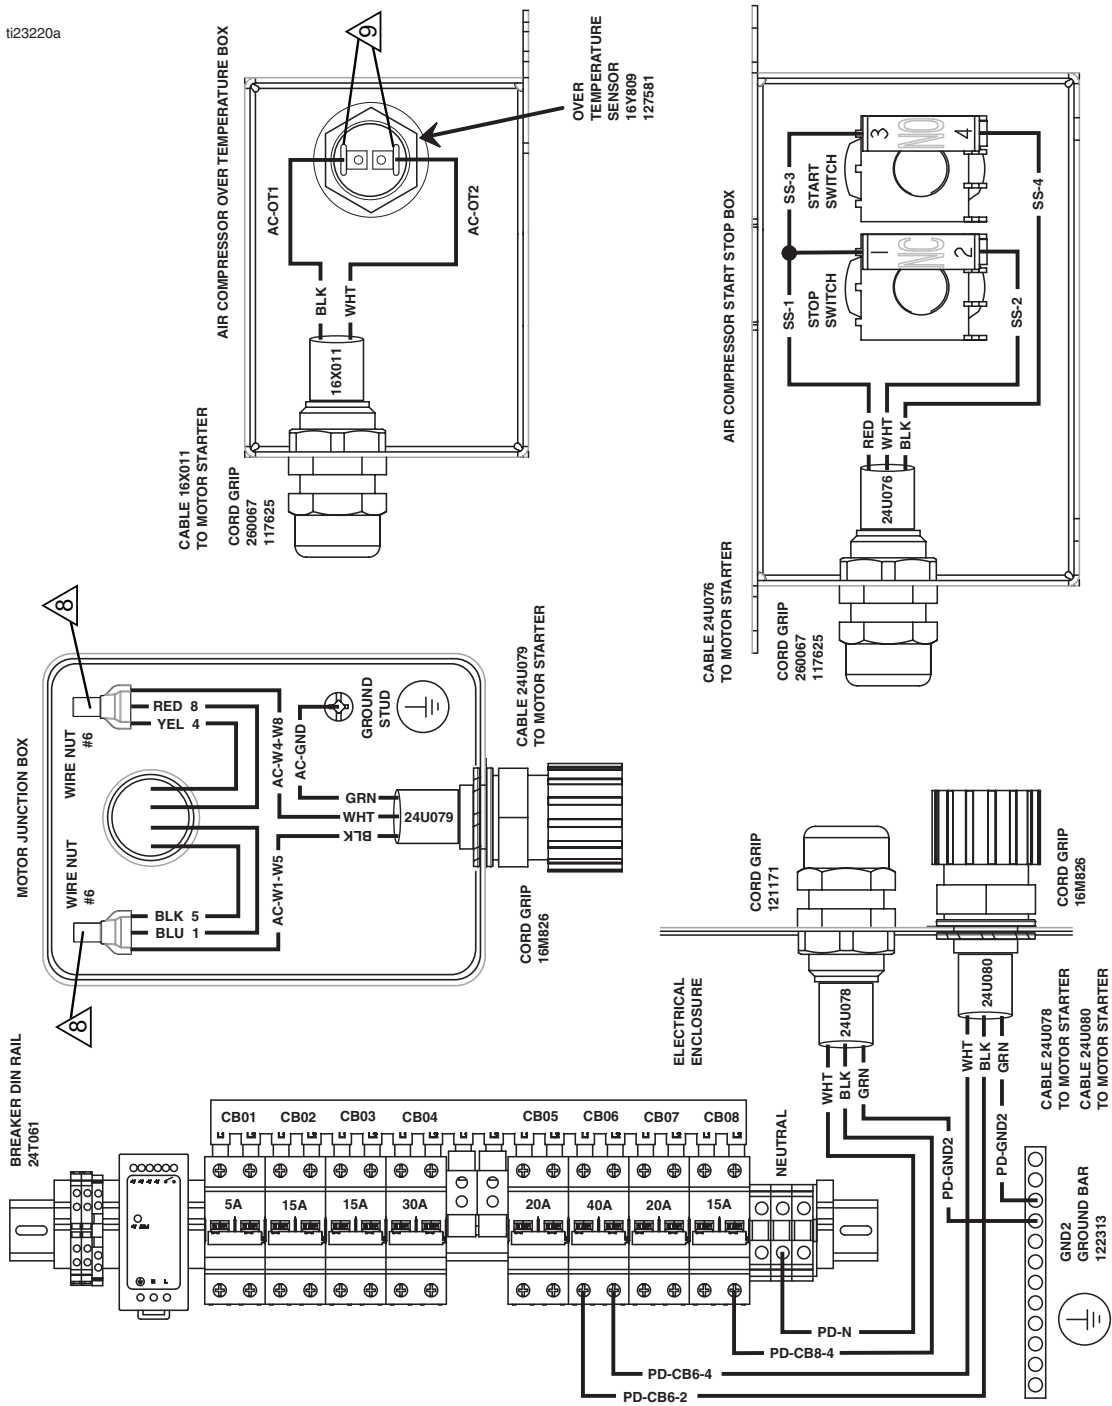 ti23220a
AIR COMPRESSOR OVER TEMPERATURE BOX
9
OVER
TEMPERATURE
SENSOR
16Y809
127581
AC-OT1
AC-OT2
BLK
WHT
16X011
CABLE 16X011
TO MOTOR STARTER
CORD GRIP
260067
117625
AIR COMPRESSOR START STOP BOX
SS-3
START
SWITCH
3
NO
4
SS-4
SS-1
STOP
SWITCH
1
NC
2
SS-2
RED
WHT
BLK
24U076
CABLE 24U076
TO MOTOR STARTER
CORD GRIP
260067
117625
MOTOR JUNCTION BOX
8
WIRE NUT
#6
RED 8
YEL 4
AC-W4-W8
AC-GND
GROUND
STUD
WIRE NUT
#6
BLK 5
BLU 1
AC-W1-W5
8
GRN
WHT
BLK
24U079
CABLE 24U079
TO MOTOR STARTER
CORD GRIP
16M826
BREAKER DIN RAIL
24T061
CB01
CB02
CB03
CB04
CB05
CB06
CB07
CB08
5A
15A
15A
30A
20A
40A
20A
15A
NEUTRAL
ELECTRICAL
ENCLOSURE
CORD GRIP
121171
24U078
WHT
BLK
GRN
CORD GRIP
16M826
24U080
WHT
BLK
GRN
CABLE 24U078
TO MOTOR STARTER
CABLE 24U080
TO MOTOR STARTER
PD-GND2
PD-GND2
GND2
GROUND BAR
122313
PD-N
PD-CB8-4
PD-CB6-4
PD-CB6-2